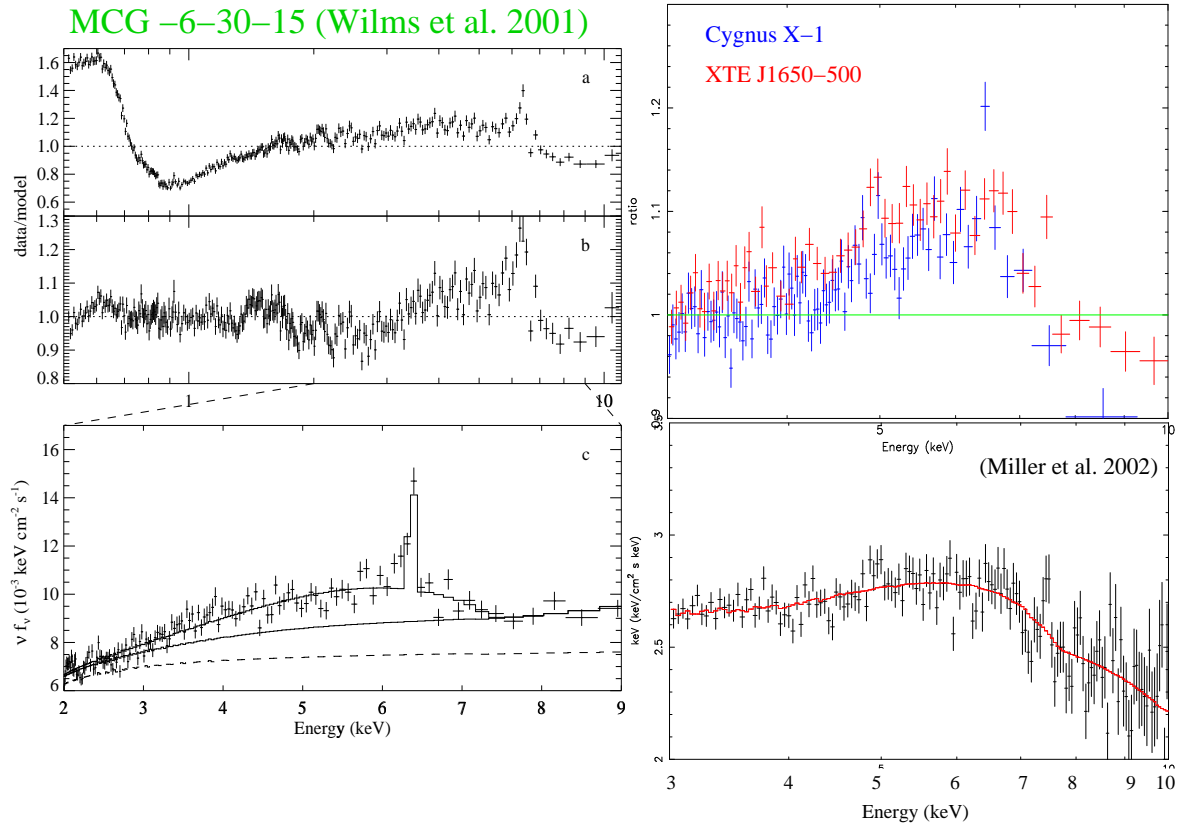 MCG −6−30−15 (Wilms et al. 2001)
a
1.6
1.4
1.2
1.0
0.8
0.6
b
1.3
1.2
1.1
1.0
0.9
0.8
data/model
1
10
c
16
14
12
10
8
6
ν fν (10⁻³ keV cm⁻² s⁻¹)
2 3 4 5 6 7 8 9
Energy (keV)
Cygnus X−1
XTE J1650−500
1.2
1.1
1
ratio
5 10
Energy (keV)
(Miller et al. 2002)
3
2.5
2
keV (keV/cm² s keV)
5
3 4 5 6 7 8 9 10
Energy (keV)